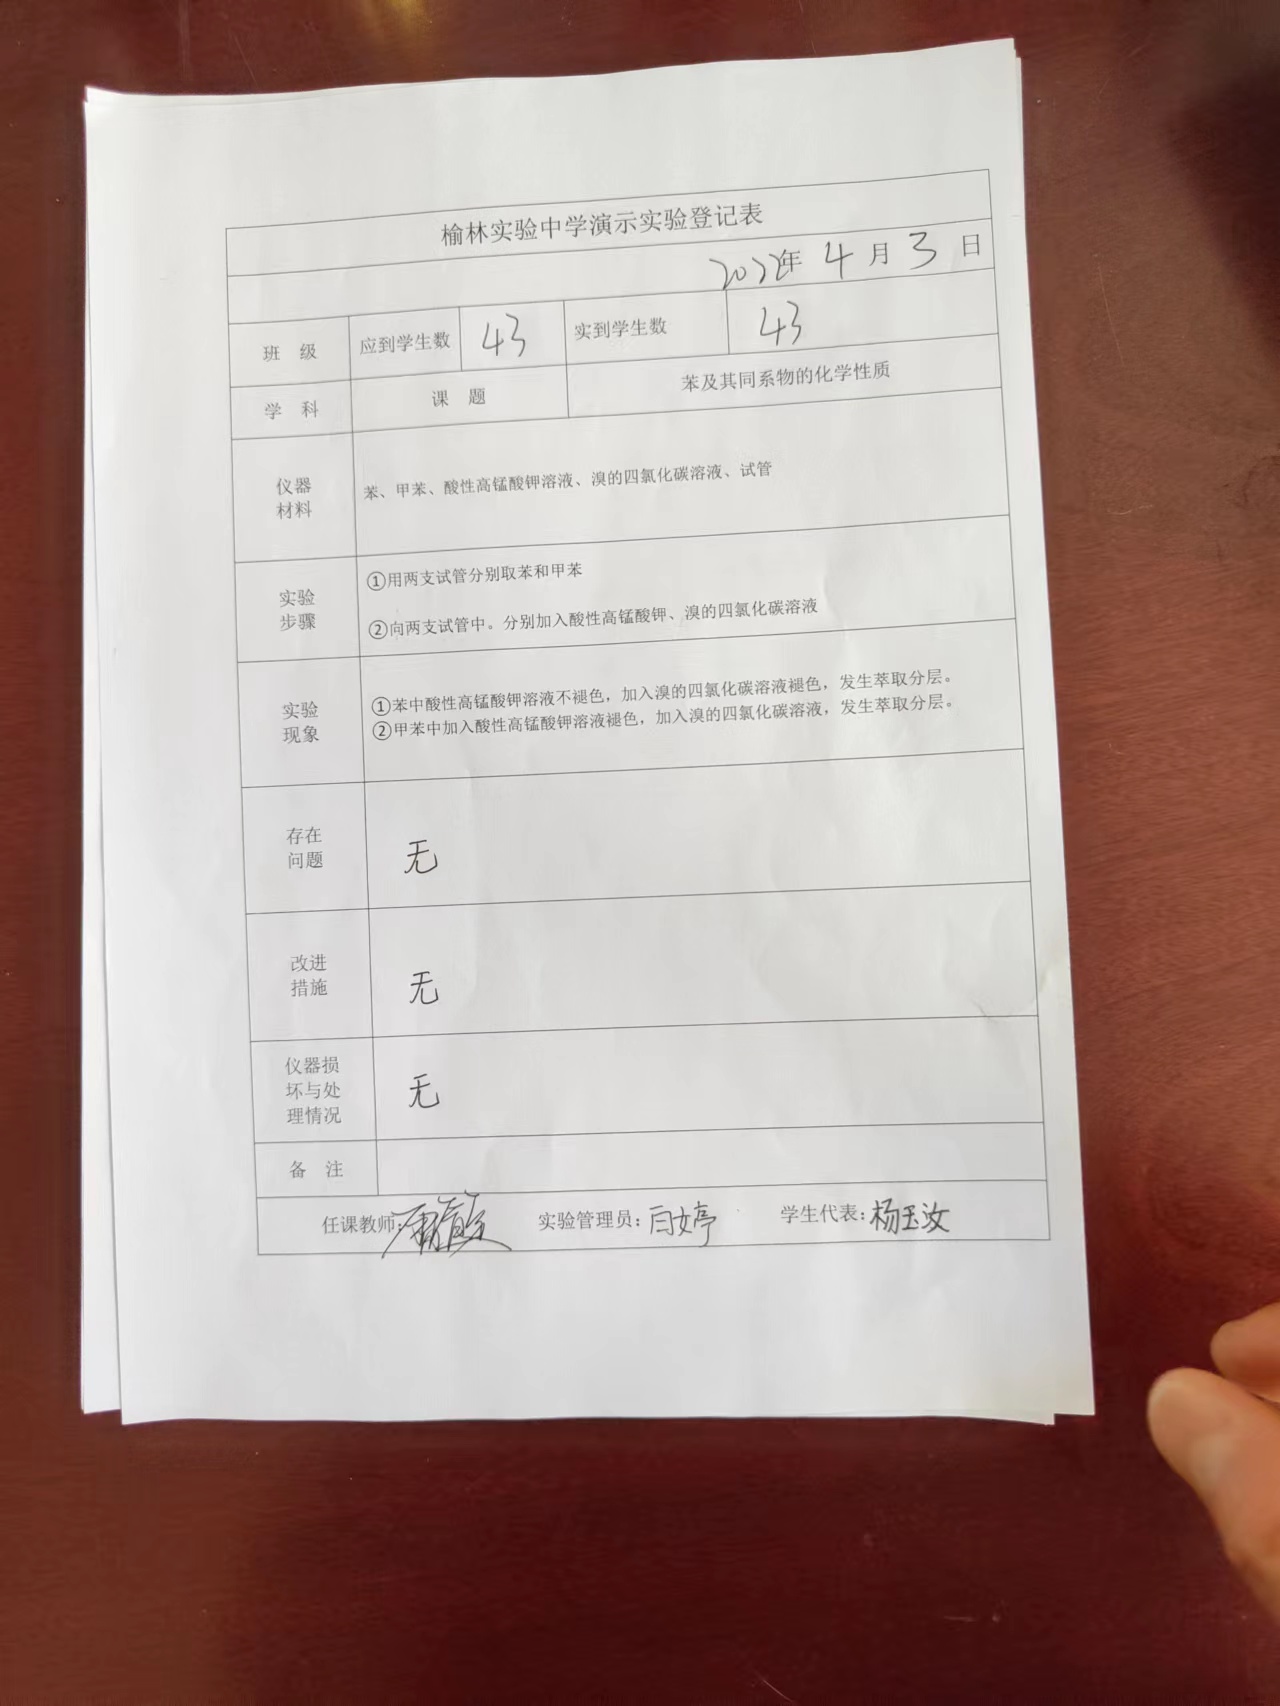 榆林实验中学演示实验登记表
2022年 4 月 3 日
班 级 应到学生数 43 实到学生数 43
学 科 课 题 苯及其同系物的化学性质
仪器
材料
苯、甲苯、酸性高锰酸钾溶液、溴的四氯化碳溶液、试管
实验
步骤
①用两支试管分别取苯和甲苯
②向两支试管中。分别加入酸性高锰酸钾、溴的四氯化碳溶液
实验
现象
①苯中酸性高锰酸钾溶液不褪色，加入溴的四氯化碳溶液褪色，发生萃取分层。
②甲苯中加入酸性高锰酸钾溶液褪色，加入溴的四氯化碳溶液，发生萃取分层。
存在
问题
无
改进
措施
无
仪器损
坏与处
理情况
无
备 注
任课教师： 实验管理员：闫婷 学生代表：杨玉汝